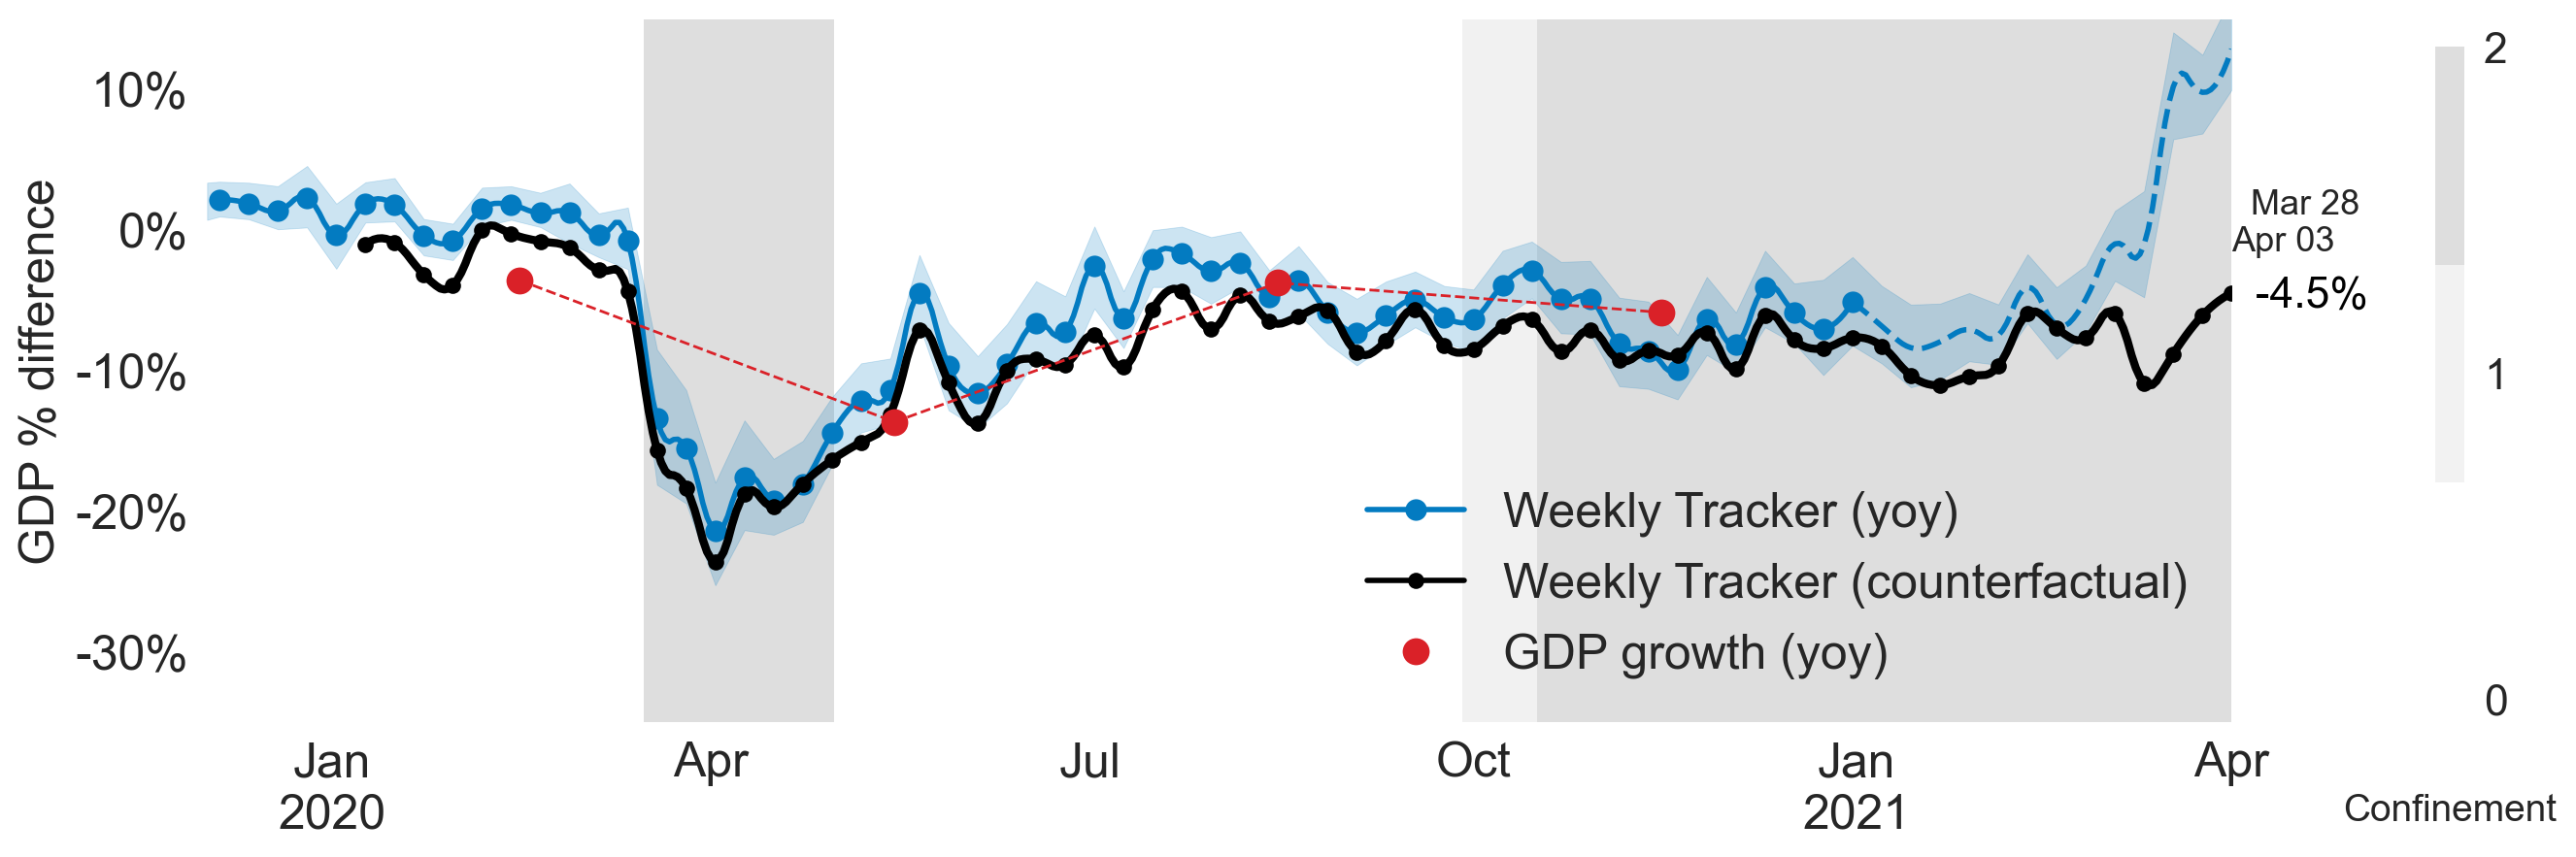 GDP % difference
10%
0%
-10%
-20%
-30%
Jan
2020
Apr
Jul
Oct
Jan
2021
Apr
Weekly Tracker (yoy)
Weekly Tracker (counterfactual)
GDP growth (yoy)
Mar 28
Apr 03
-4.5%
2
1
0
Confinement